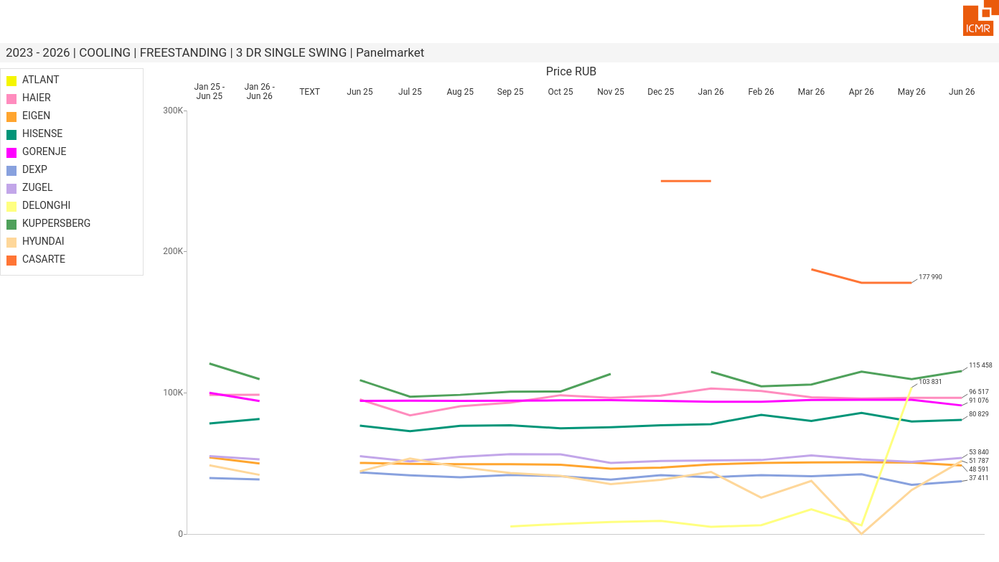 ICMR
2023 - 2026 | COOLING | FREESTANDING | 3 DR SINGLE SWING | Panelmarket
ATLANT
HAIER
EIGEN
HISENSE
GORENJE
DEXP
ZUGEL
DELONGHI
KUPPERSBERG
HYUNDAI
CASARTE
Price RUB
Jan 25 - Jun 25
Jan 26 - Jun 26
TEXT
Jun 25
Jul 25
Aug 25
Sep 25
Oct 25
Nov 25
Dec 25
Jan 26
Feb 26
Mar 26
Apr 26
May 26
Jun 26
300K
200K
100K
0
177 990
115 458
103 831
96 517
91 076
80 829
53 840
51 787
48 591
37 411